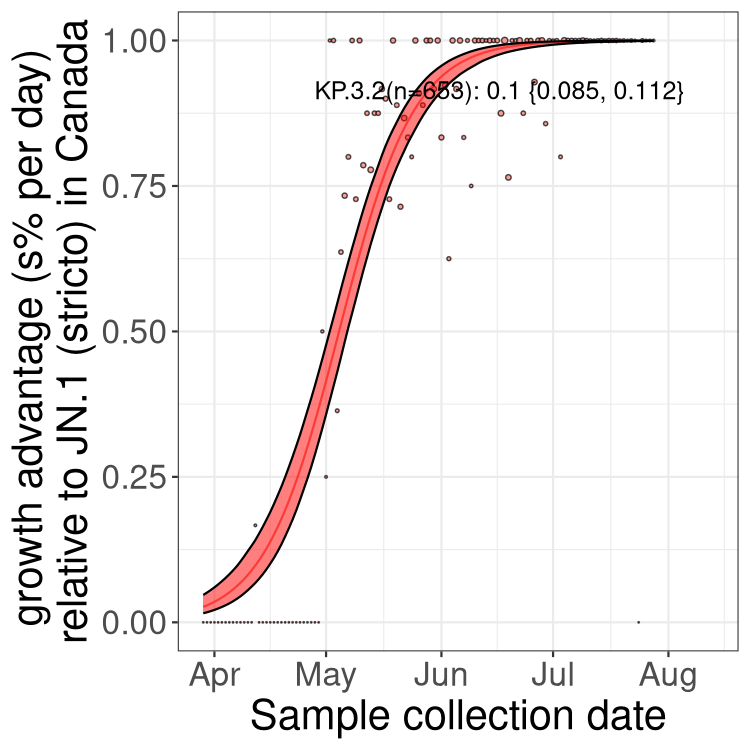 growth advantage (s% per day)
relative to JN.1 (stricto) in Canada
1.00
0.75
0.50
0.25
0.00
KP.3.2(n=653): 0.1 {0.085, 0.112}
Apr May Jun Jul Aug
Sample collection date